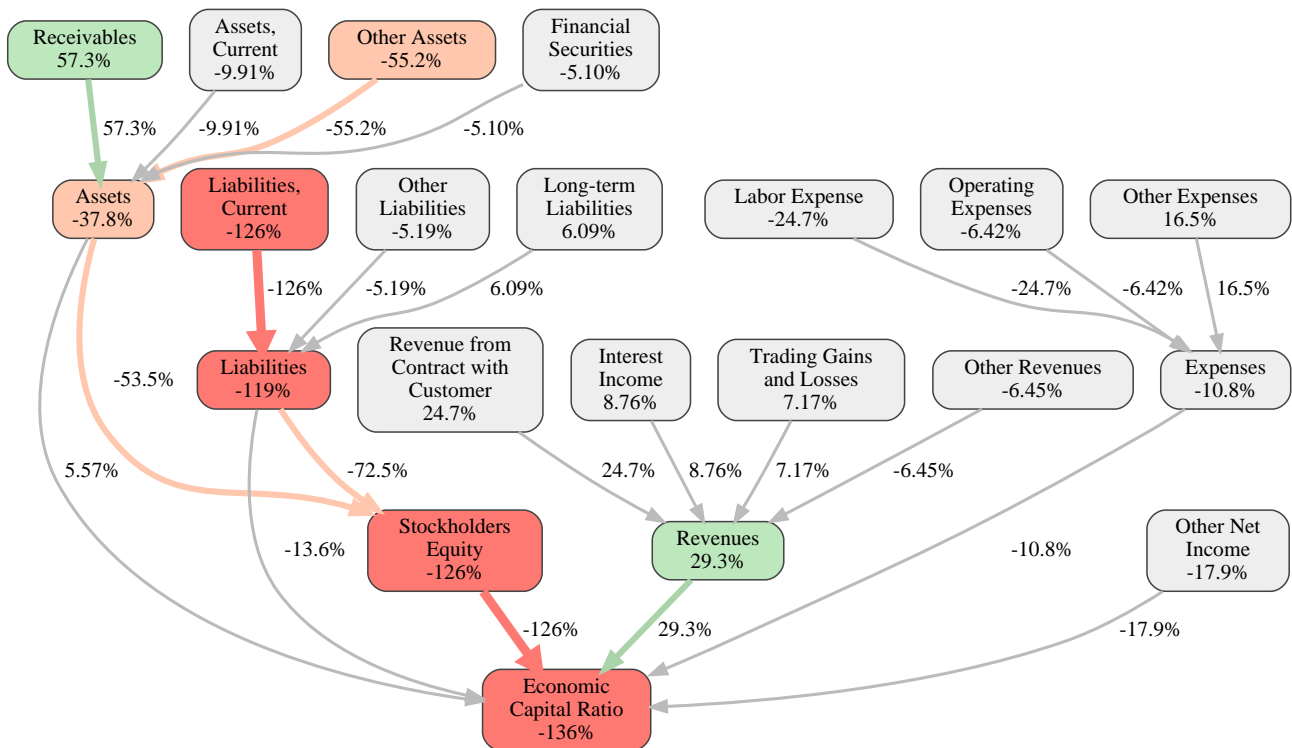 Receivables
57.3%
Assets,
Current
-9.91%
Other Assets
-55.2%
Financial
Securities
-5.10%
57.3%
-9.91%
-55.2%
-5.10%
Assets
-37.8%
Liabilities,
Current
-126%
Other
Liabilities
-5.19%
Long-term
Liabilities
6.09%
Labor Expense
-24.7%
Operating
Expenses
-6.42%
Other Expenses
16.5%
-126%
-5.19%
6.09%
-24.7%
-6.42%
16.5%
Liabilities
-119%
Revenue from
Contract with
Customer
24.7%
Interest
Income
8.76%
Trading Gains
and Losses
7.17%
Other Revenues
-6.45%
Expenses
-10.8%
-53.5%
5.57%
-72.5%
24.7%
8.76%
7.17%
-6.45%
Stockholders
Equity
-126%
Revenues
29.3%
Other Net
Income
-17.9%
-13.6%
-10.8%
-126%
29.3%
-17.9%
Economic
Capital Ratio
-136%